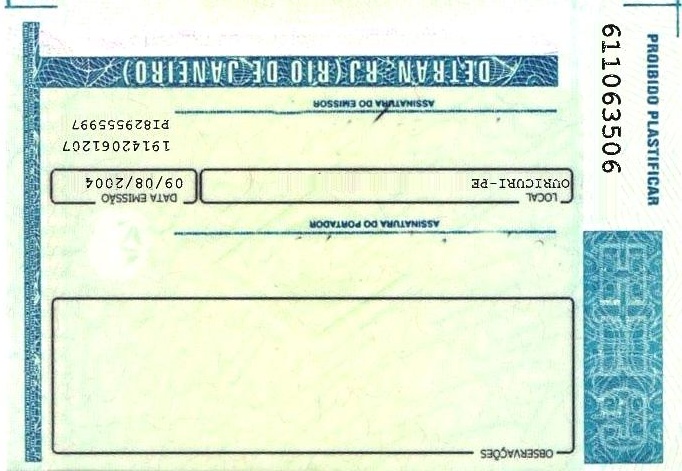 OBSERVAÇÕES
ASSINATURA DO PORTADOR
LOCAL
DATA EMISSÃO
OURICURI-PE
09/08/2004
19142061207
PI829555997
ASSINATURA DO EMISSOR
DETRAN, RJ(RIO DE JANEIRO)
PROIBIDO PLASTIFICAR
611063506